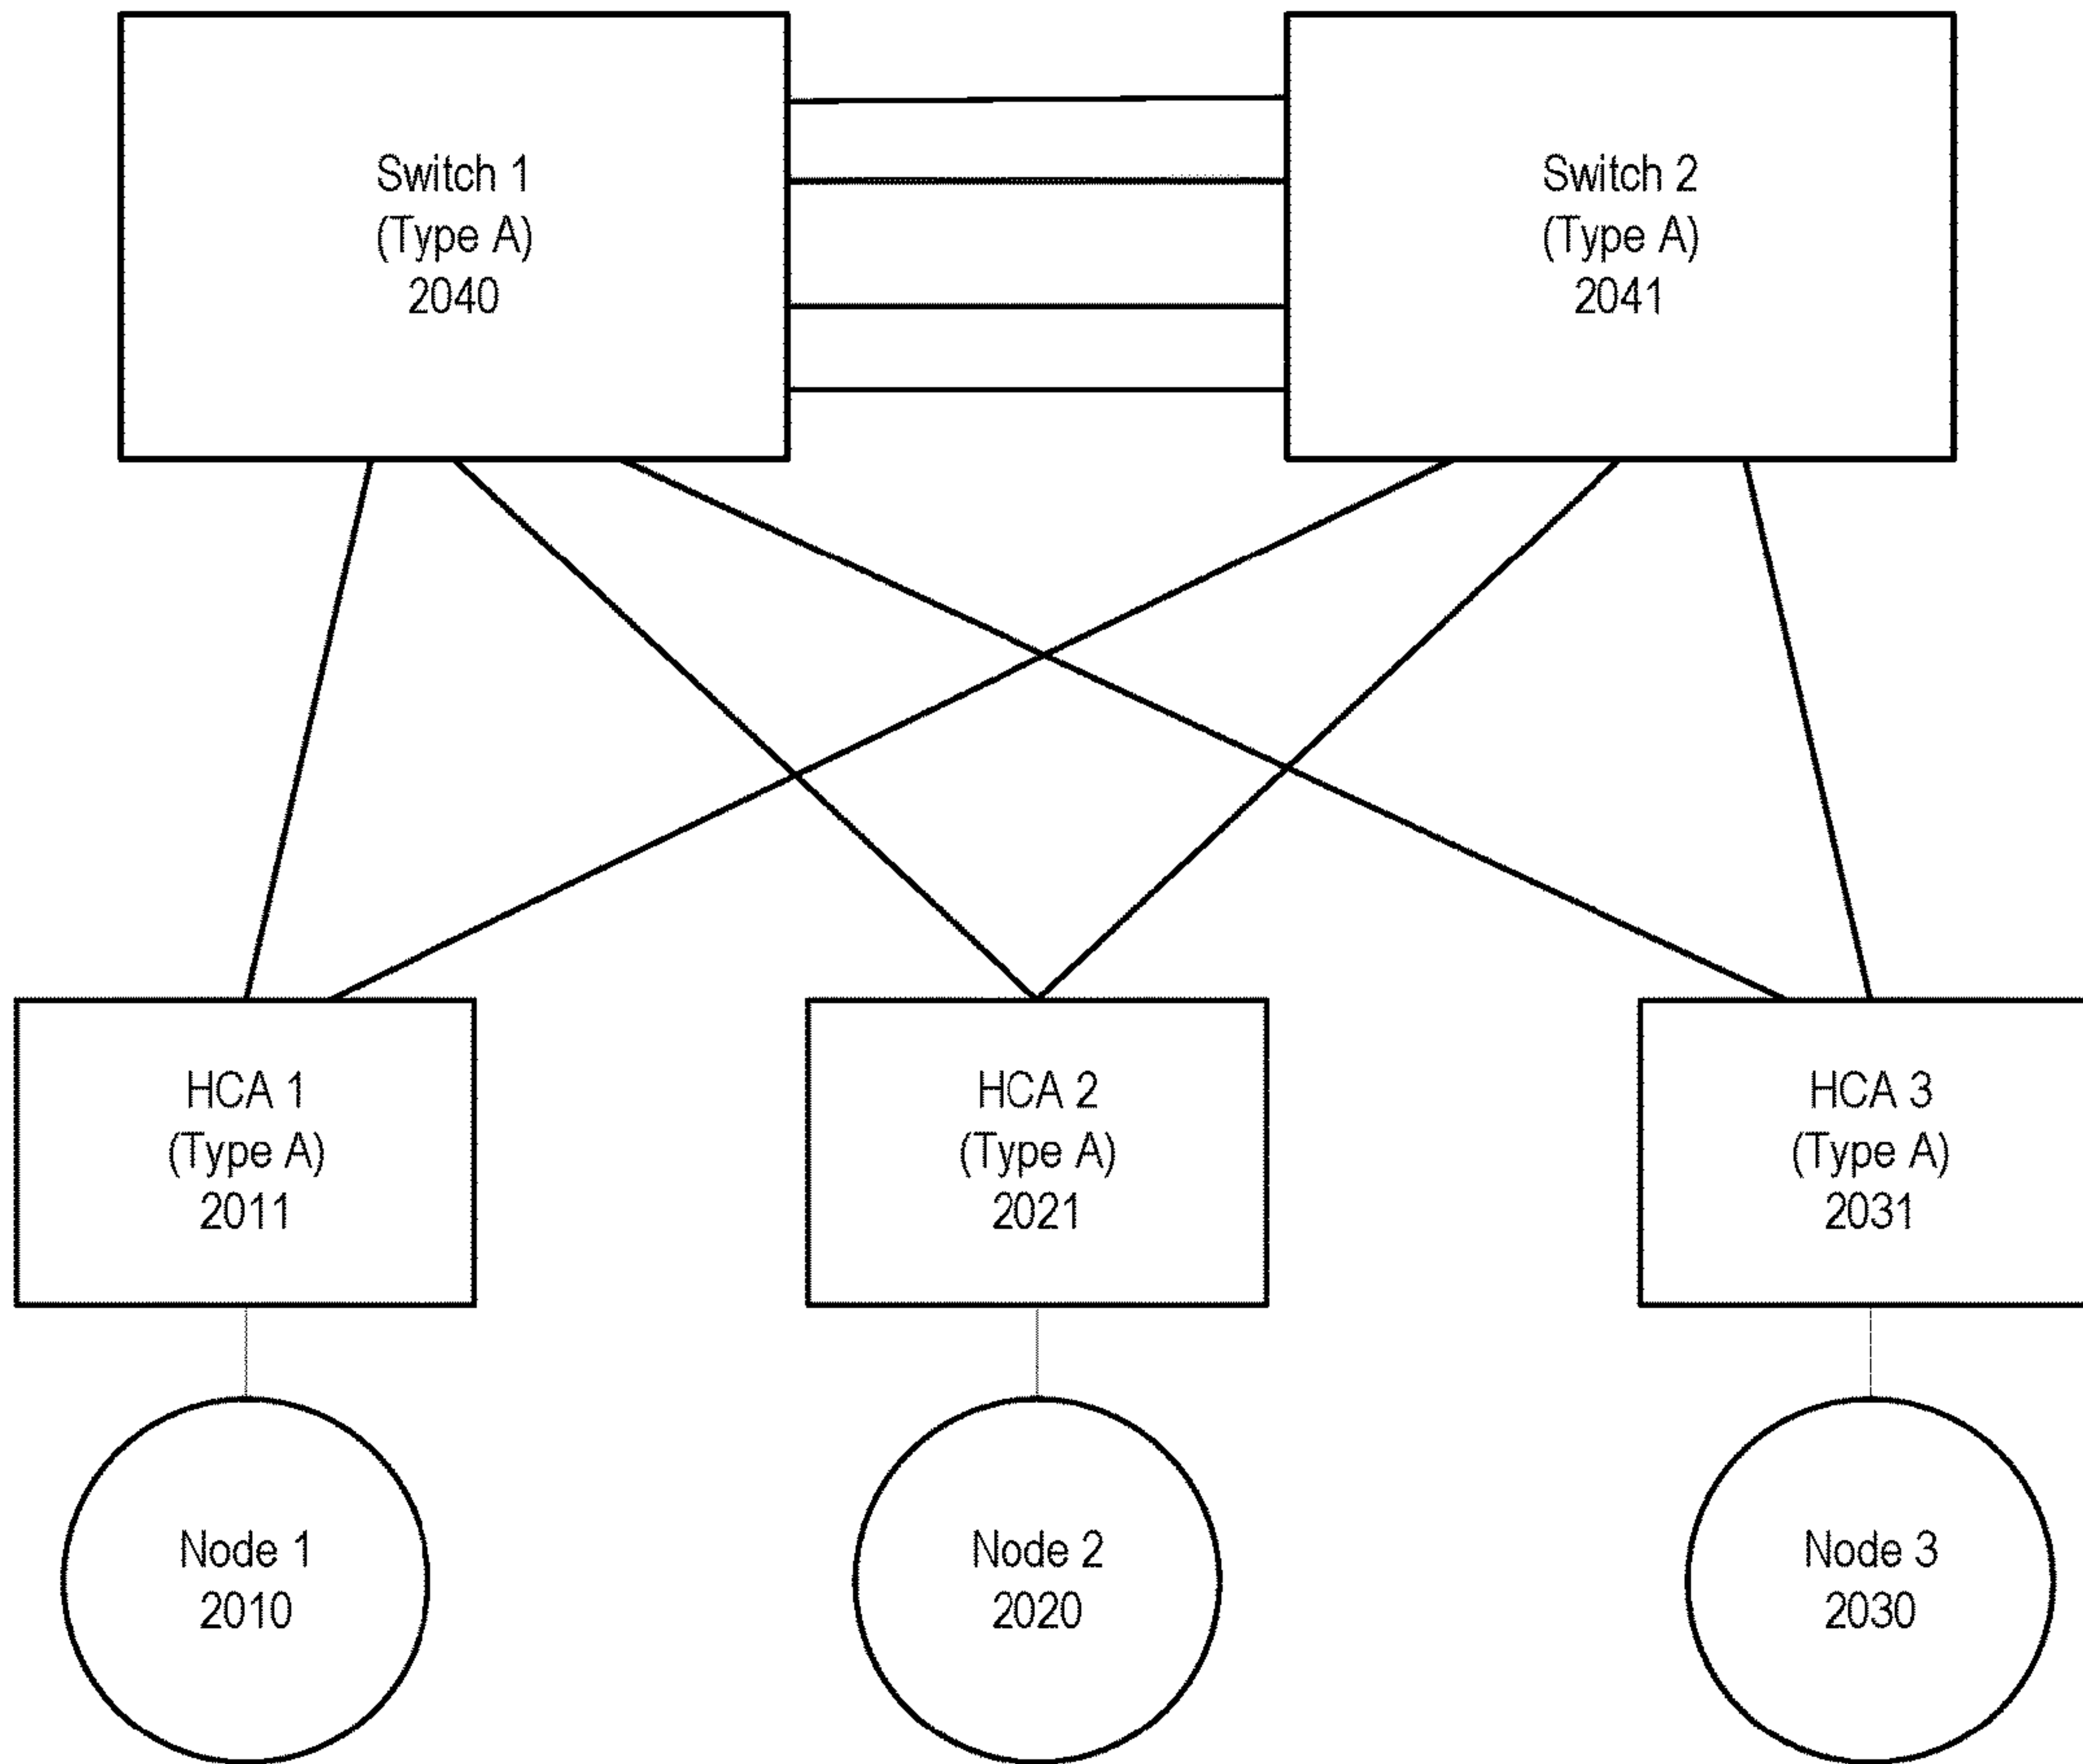 Switch 1
(Type A)
2040
Switch 2
(Type A)
2041
HCA 1
(Type A)
2011
HCA 2
(Type A)
2021
HCA 3
(Type A)
2031
Node 1
2010
Node 2
2020
Node 3
2030